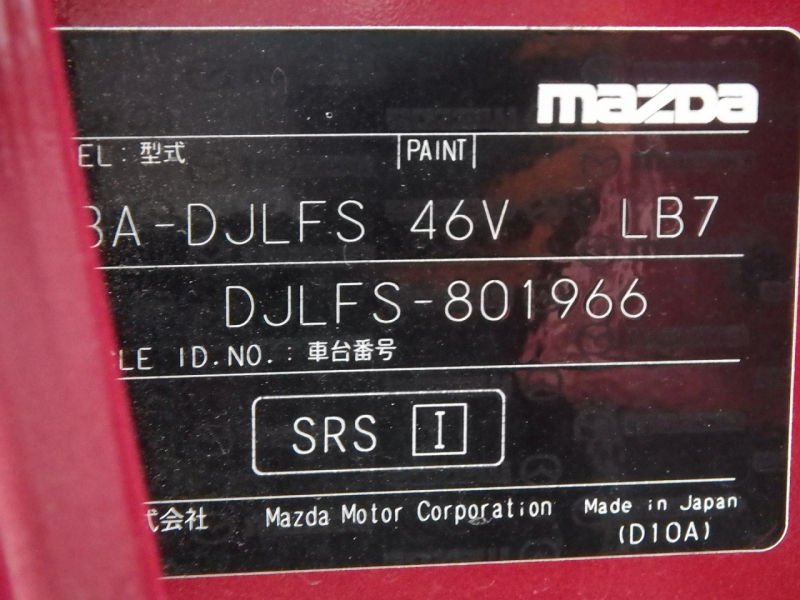 mazda
EL : 型式 PAINT
BA-DJLFS 46V LB7
DJLFS-801966
LE ID.NO. : 車台番号
SRS I
式会社 Mazda Motor Corporation Made in Japan
(D10A)